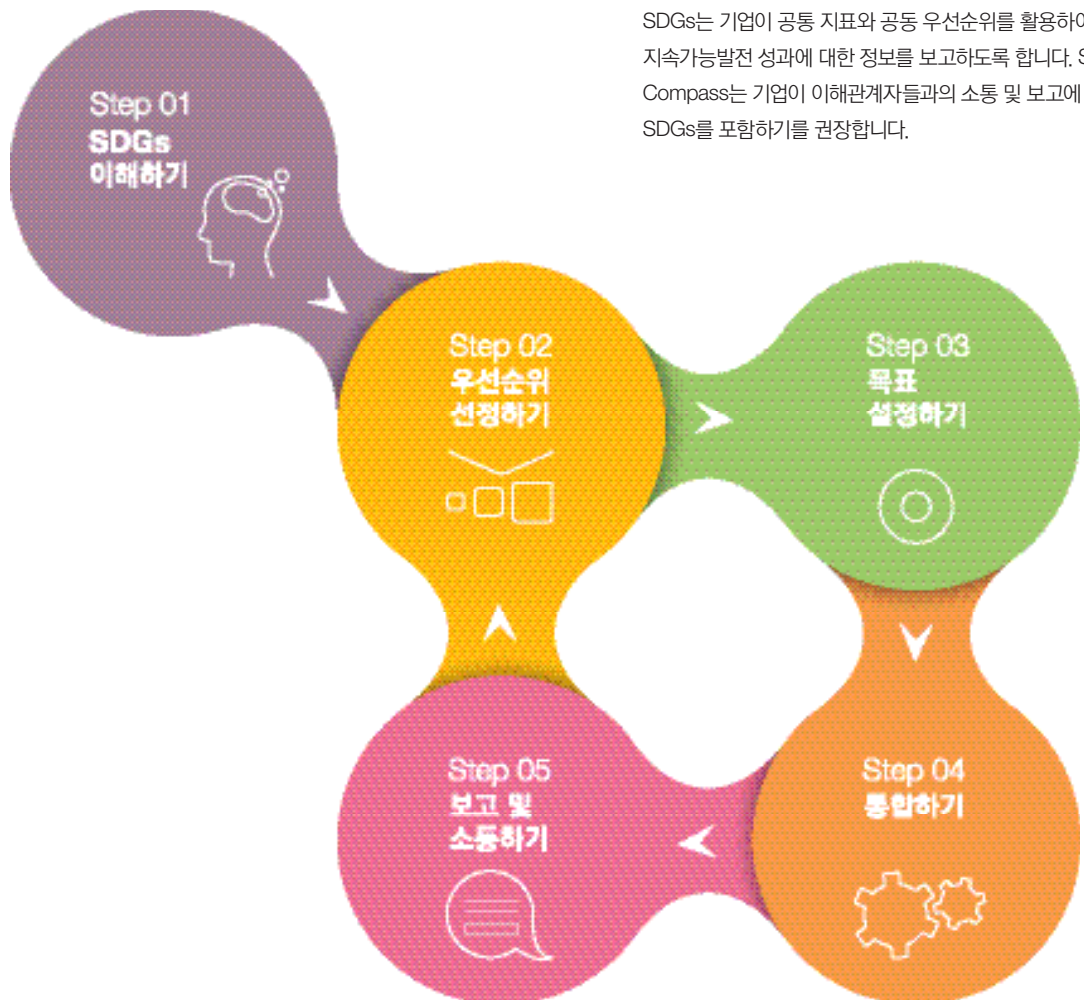 SDGs는 기업이 공통 지표와 공동 우선순위를 활용하여
지속가능발전 성과에 대한 정보를 보고하도록 합니다. S
Compass는 기업이 이해관계자들과의 소통 및 보고에
SDGs를 포함하기를 권장합니다.
Step 01
SDGs
이해하기
Step 02
우선순위
선정하기
Step 03
목표
설정하기
Step 04
통합하기
Step 05
보고 및
소통하기